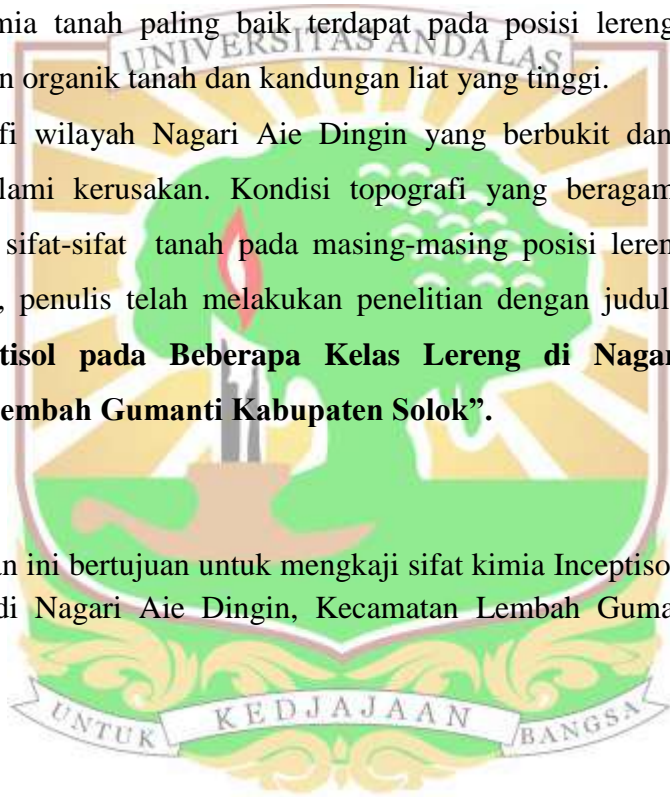 mia tanah paling baik terdapat pada posisi lereng
UNIVERSITAS ANDALAS
n organik tanah dan kandungan liat yang tinggi.
fi wilayah Nagari Aie Dingin yang berbukit dan
lami kerusakan. Kondisi topografi yang beragam
sifat-sifat tanah pada masing-masing posisi leren
, penulis telah melakukan penelitian dengan judul
tisol pada Beberapa Kelas Lereng di Nagar
embah Gumanti Kabupaten Solok”.
an ini bertujuan untuk mengkaji sifat kimia Inceptiso
di Nagari Aie Dingin, Kecamatan Lembah Guma
UNTUK KEDJAJAAN BANGSA